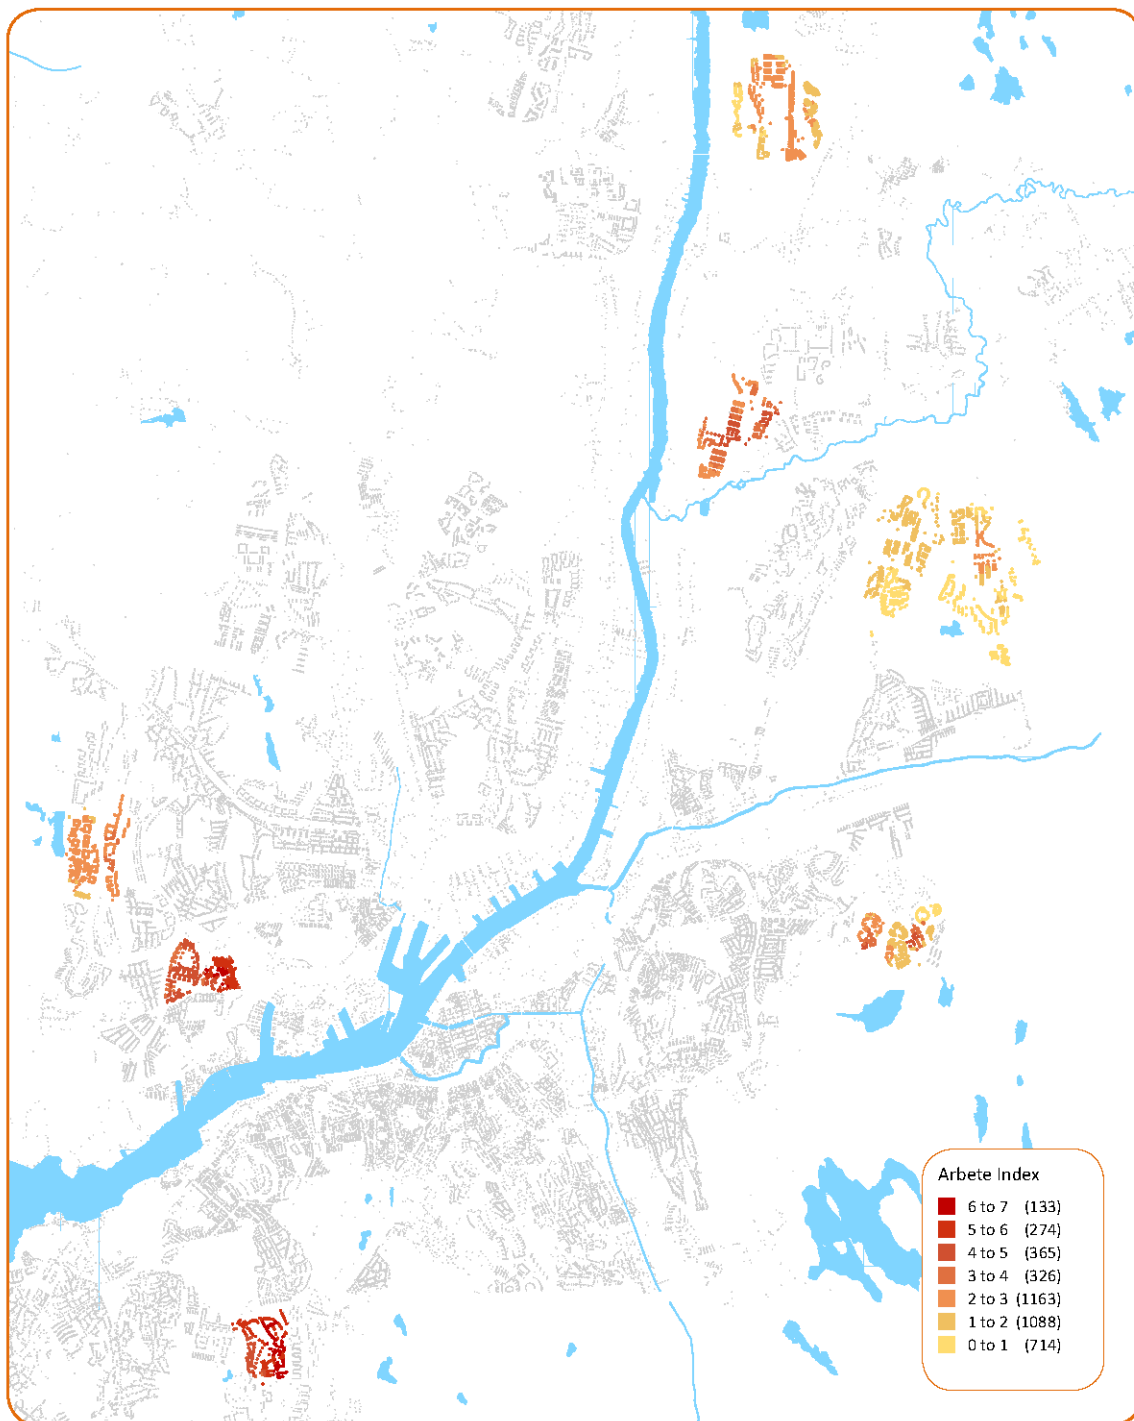 Arbete Index
6 to 7 (133)
5 to 6 (274)
4 to 5 (365)
3 to 4 (326)
2 to 3 (1163)
1 to 2 (1088)
0 to 1 (714)